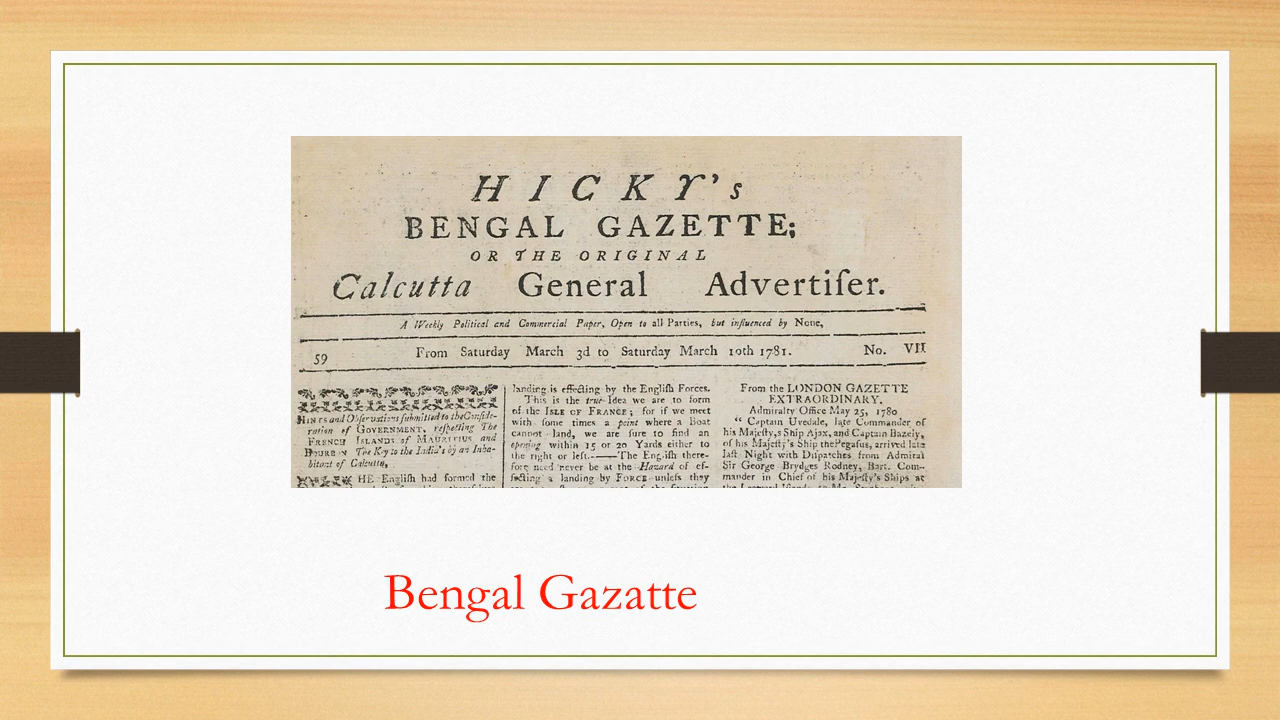 HICKY's
BENGAL GAZETTE;
OR THE ORIGINAL
Calcutta General Advertiſer.
A Weekly Political and Commercial Paper, Open to all Parties, but influenced by None,
59 From Saturday March 3d to Saturday March 10th 1781. No. VII
HINTS and Obſervations ſubmitted to the Conſide-
ration of GOVERNMENT, reſpecting The
FRENCH ISLANDS of MAURITIUS and
BOURBON The Key to the India's by an Inha-
bitant of Calcutta,
HE Engliſh had formed the
landing is effecting by the Engliſh Forces.
This is the true Idea we are to form
of the ISLE OF FRANCE; for if we meet
with ſome times a point where a Boat
cannot land, we are ſure to find an
opening within 15 or 20 Yards either to
the right or left.——The Engliſh there-
fore need never be at the Hazard of ef-
fecting a landing by FORCE unleſs they
From the LONDON GAZETTE
EXTRAORDINARY.
Admiralty Office May 25, 1780
“ Captain Uvedale, late Commander of
his Majeſty,s Ship Ajax, and Captain Bazely,
of his Majeſty's Ship the Pegaſus, arrived late
laſt Night with Diſpatches from Admiral
Sir George Brydges Rodney, Bart. Com-
mander in Chief of his Majeſty's Ships at
Bengal Gazatte